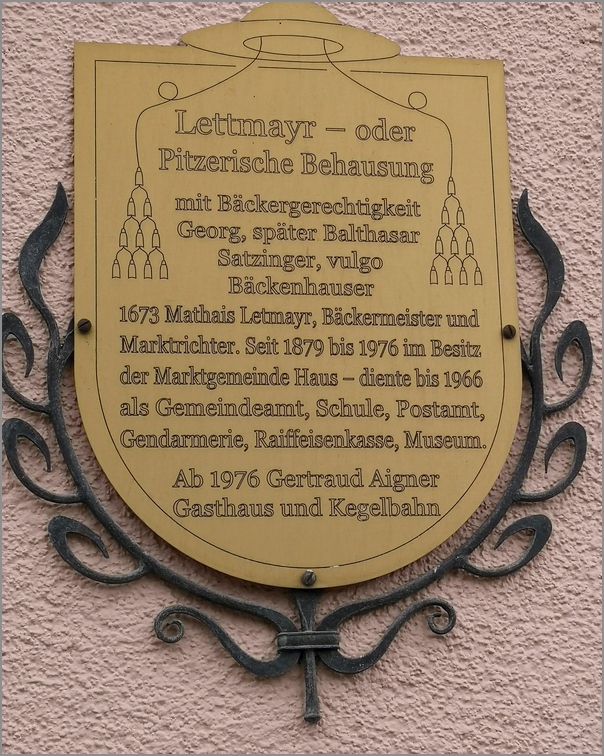 Lettmayr – oder
Pitzerische Behausung
mit Bäckergerechtigkeit
Georg, später Balthasar
Satzinger, vulgo
Bäckenhauser
1673 Mathais Letmayr, Bäckermeister und
Marktrichter. Seit 1879 bis 1976 im Besitz
der Marktgemeinde Haus – diente bis 1966
als Gemeindeamt, Schule, Postamt,
Gendarmerie, Raiffeisenkasse, Museum.
Ab 1976 Gertraud Aigner
Gasthaus und Kegelbahn